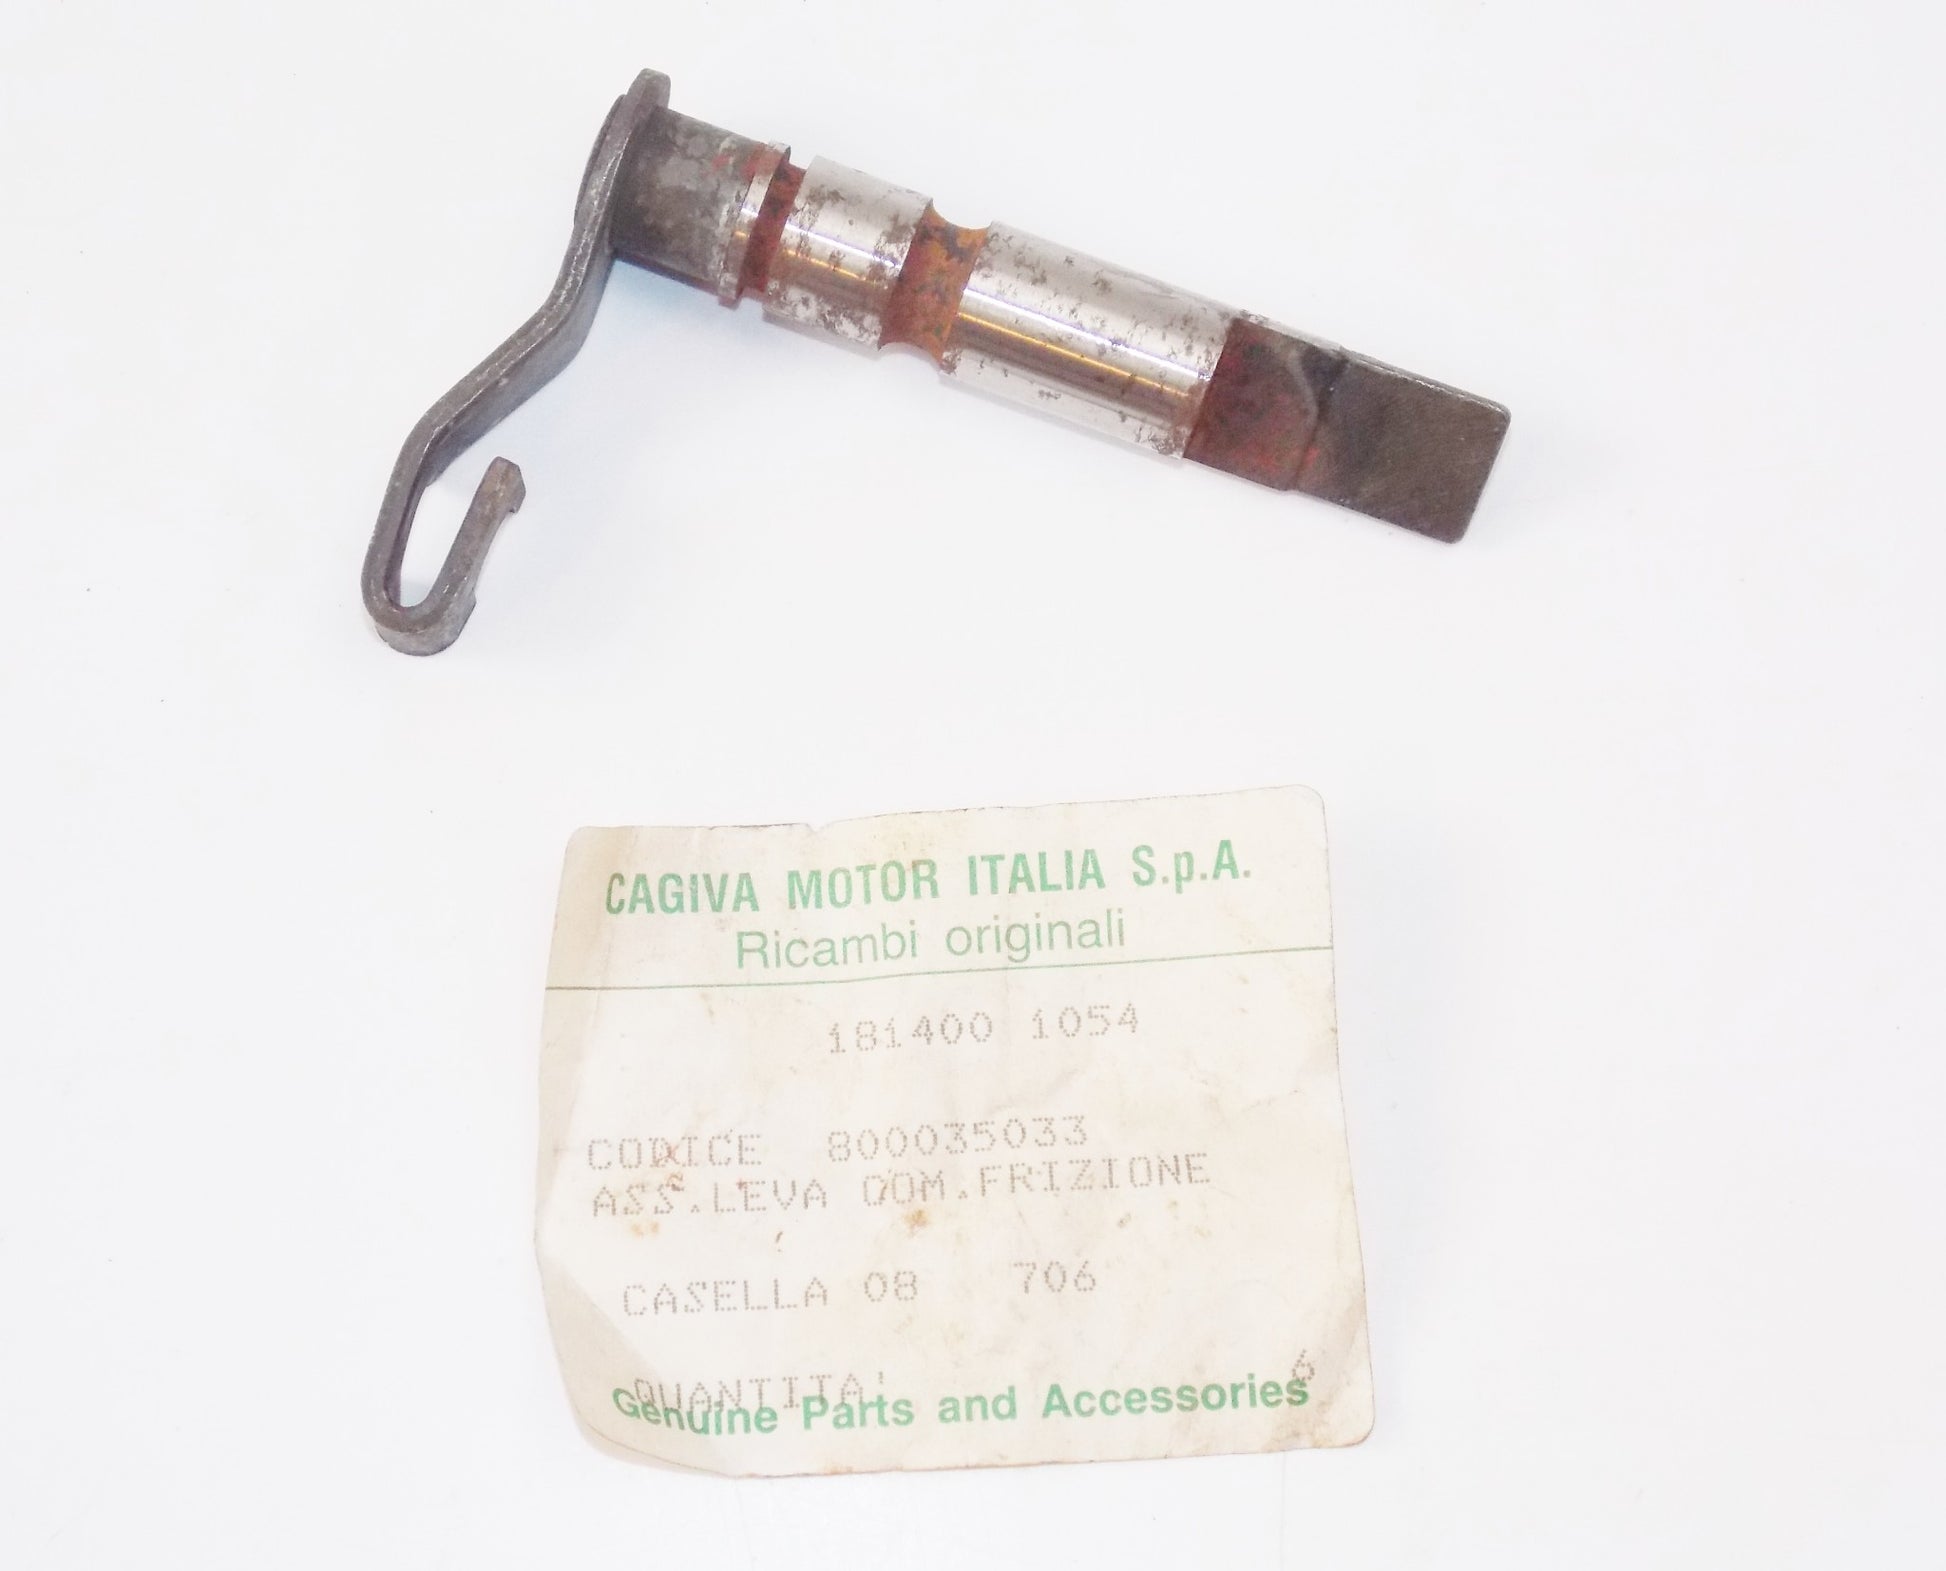 CAGIVA MOTOR ITALIA S.p.A.
Ricambi originali
181400 1054
CODICE 800035033
ASS.LEVA COM.FRIZIONE
CASELLA 08 706
QUANTITA' 6
Genuine Parts and Accessories